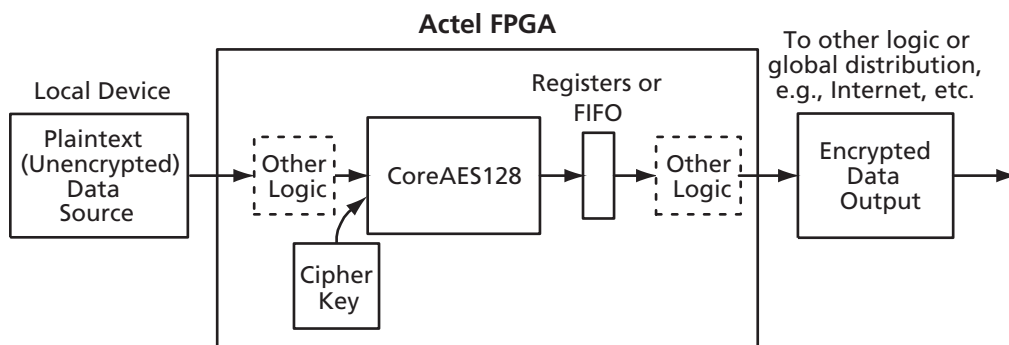 Actel FPGA
To other logic or
global distribution,
e.g., Internet, etc.
Local Device
Registers or
FIFO
Plaintext
(Unencrypted)
Data
Source
Other
Logic
CoreAES128
Other
Logic
Encrypted
Data
Output
Cipher
Key